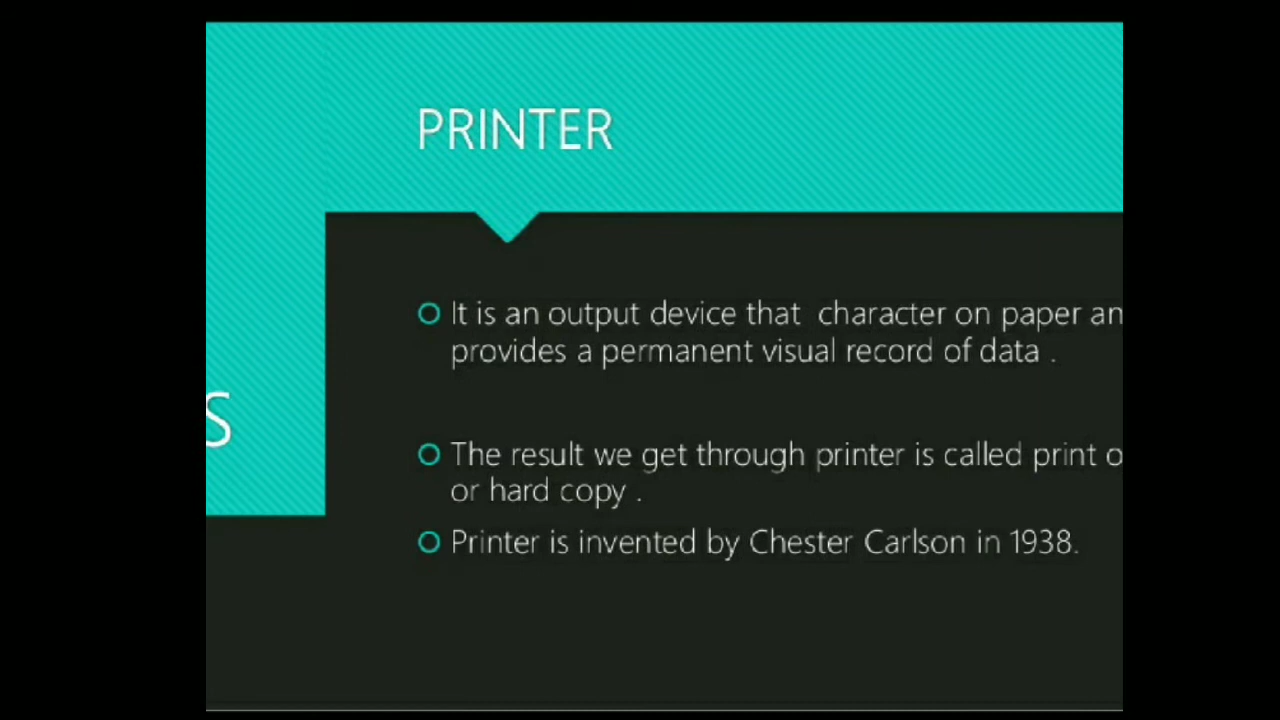 PRINTER
It is an output device that character on paper an
provides a permanent visual record of data .
S
The result we get through printer is called print o
or hard copy .
Printer is invented by Chester Carlson in 1938.